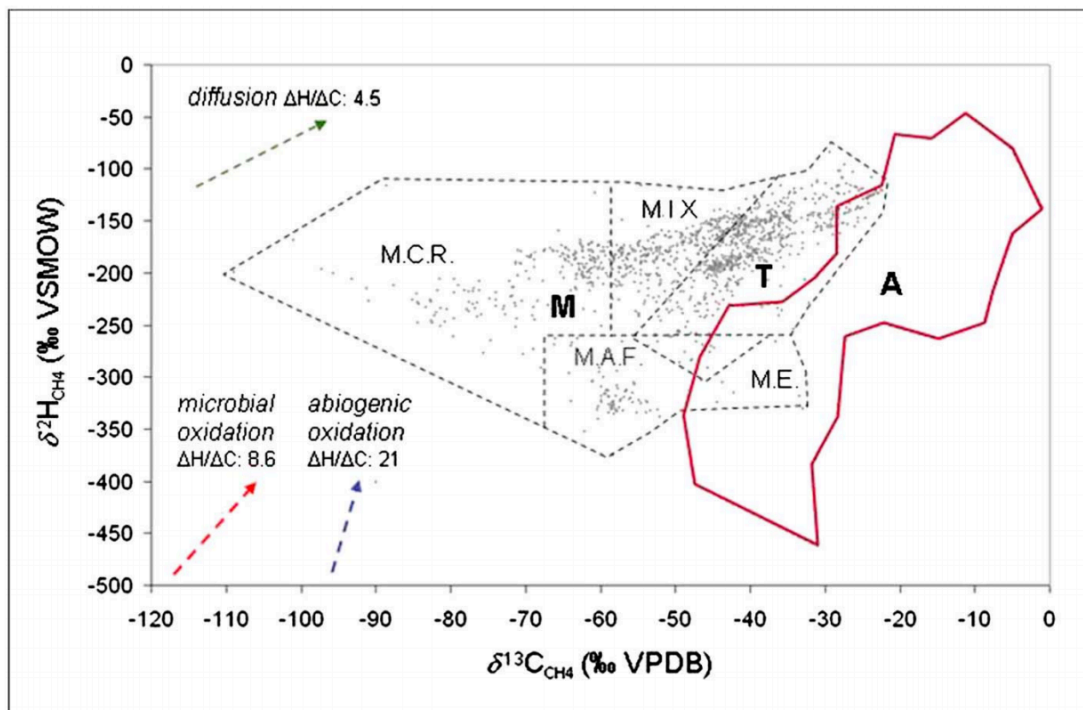 0
-50
-100
-150
-200
-250
-300
-350
-400
-450
-500
δ²H_CH4 (‰ VSMOW)
diffusion ΔH/ΔC: 4.5
M.C.R.
M.I X
M
T
A
M.A.F
M.E.
microbial
oxidation
ΔH/ΔC: 8.6
abiogenic
oxidation
ΔH/ΔC: 21
-120 -110 -100 -90 -80 -70 -60 -50 -40 -30 -20 -10 0
δ¹³C_CH4 (‰ VPDB)